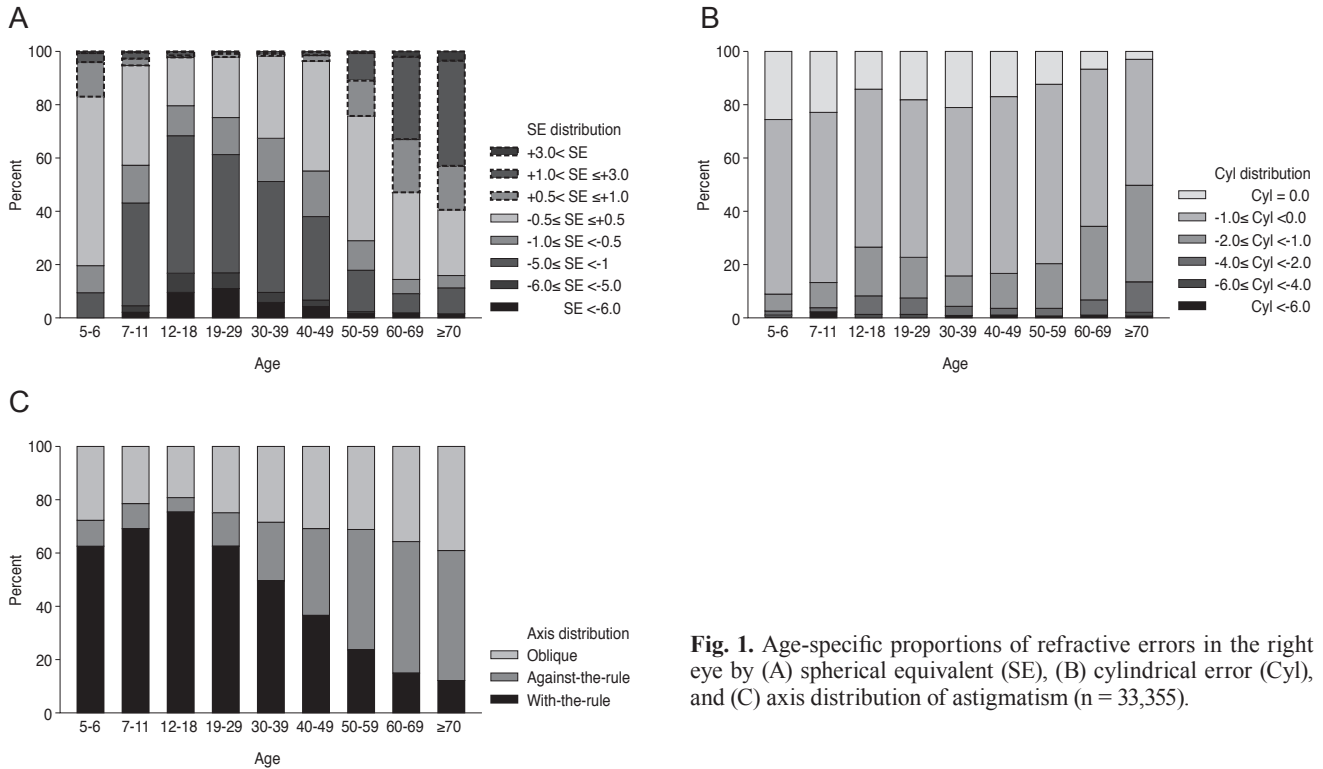 A
100
80
60
40
20
0
Percent
5-6 7-11 12-18 19-29 30-39 40-49 50-59 60-69 ≥70
Age
SE distribution
+3.0< SE
+1.0< SE ≤+3.0
+0.5< SE ≤+1.0
-0.5≤ SE ≤+0.5
-1.0≤ SE <-0.5
-5.0≤ SE <-1
-6.0≤ SE <-5.0
SE <-6.0
B
100
80
60
40
20
0
Percent
5-6 7-11 12-18 19-29 30-39 40-49 50-59 60-69 ≥70
Age
Cyl distribution
Cyl = 0.0
-1.0≤ Cyl <0.0
-2.0≤ Cyl <-1.0
-4.0≤ Cyl <-2.0
-6.0≤ Cyl <-4.0
Cyl <-6.0
C
100
80
60
40
20
0
Percent
5-6 7-11 12-18 19-29 30-39 40-49 50-59 60-69 ≥70
Age
Axis distribution
Oblique
Against-the-rule
With-the-rule
Fig. 1. Age-specific proportions of refractive errors in the right
eye by (A) spherical equivalent (SE), (B) cylindrical error (Cyl),
and (C) axis distribution of astigmatism (n = 33,355).